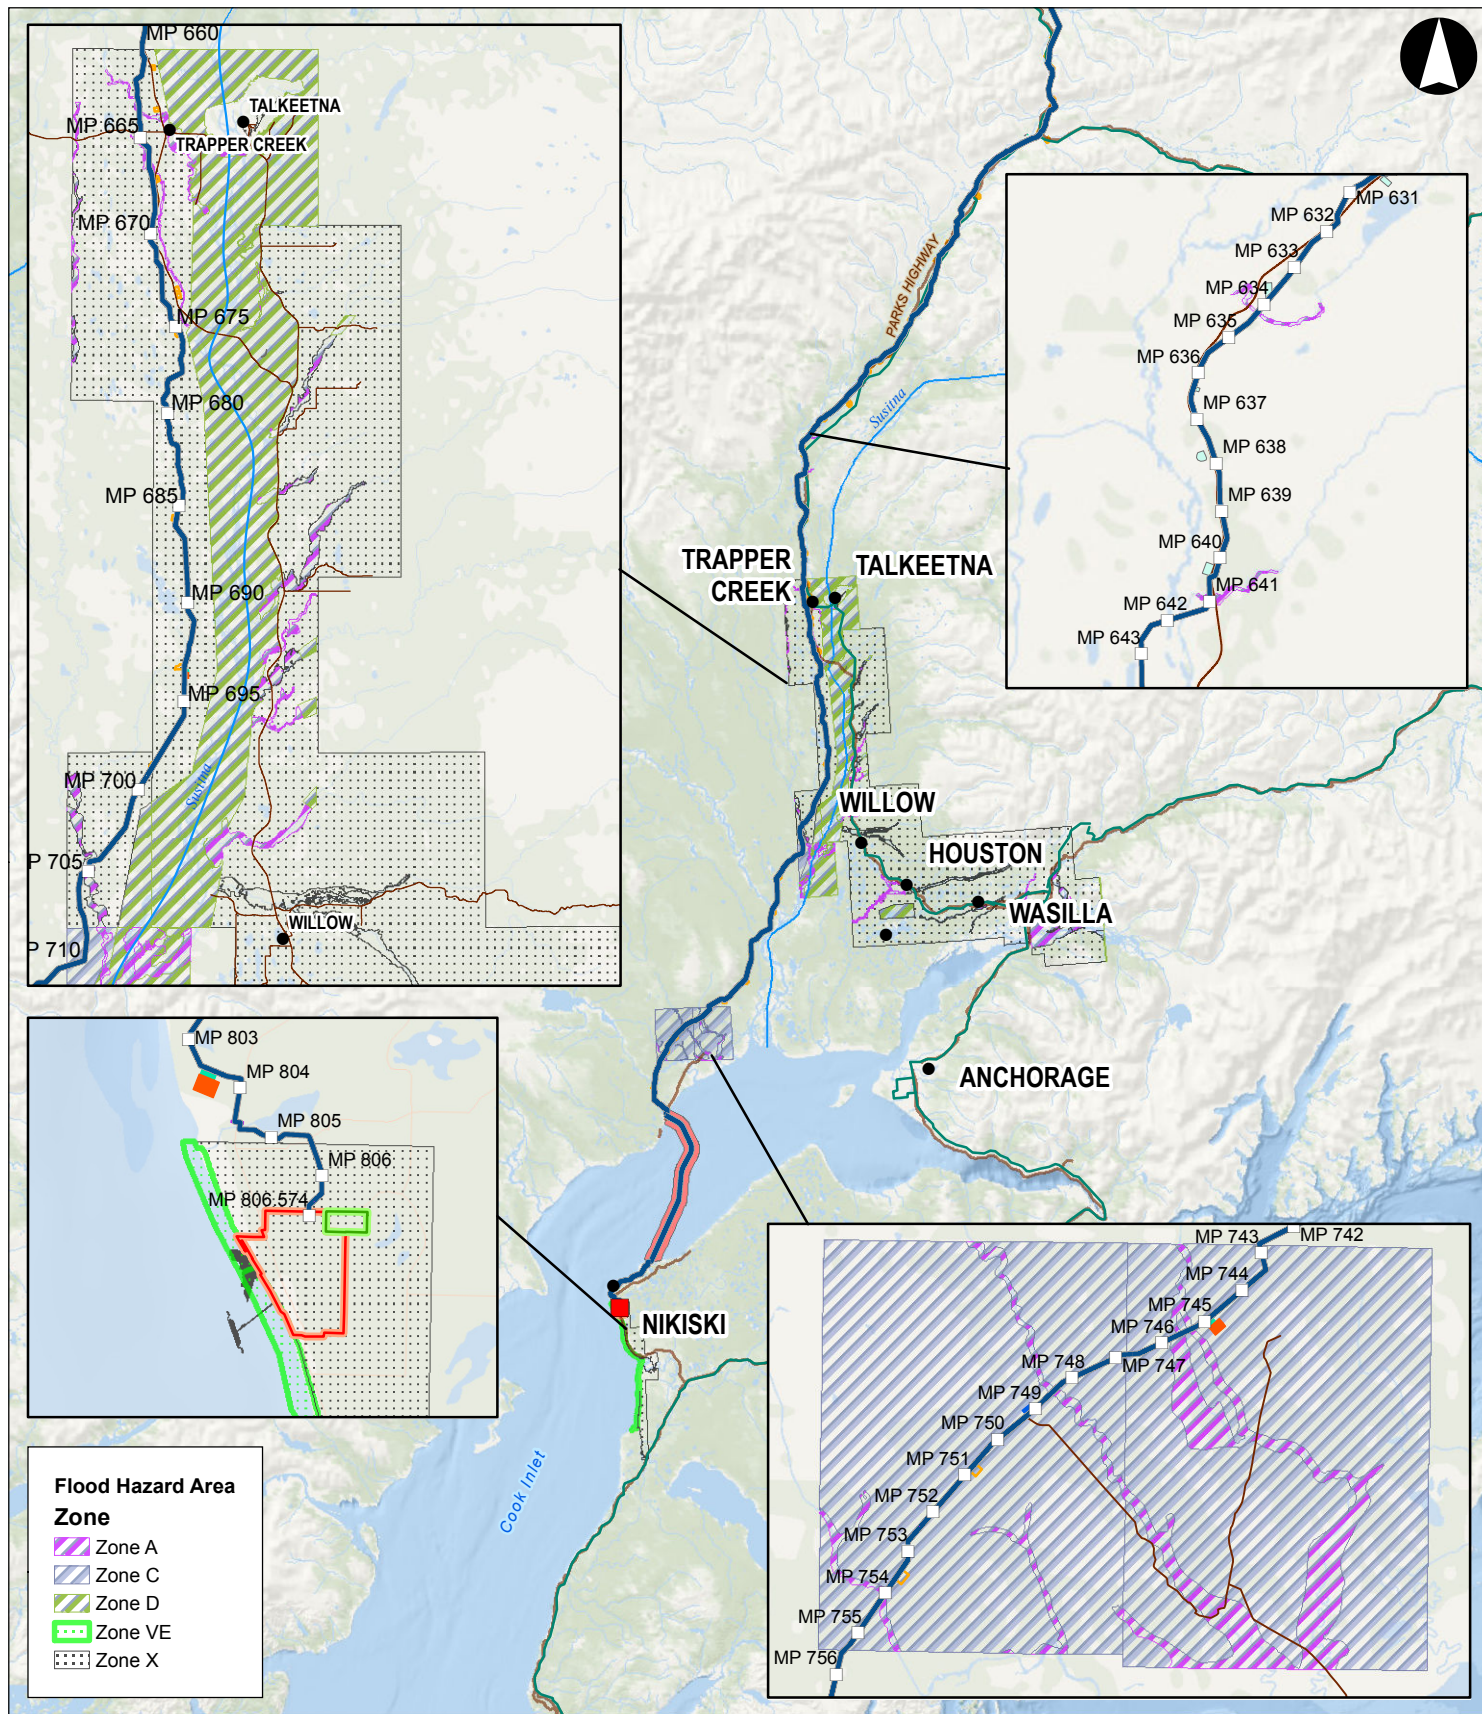 MP 660
TALKEETNA
MP 665
TRAPPER CREEK
MP 670
MP 675
MP 680
MP 685
MP 690
MP 695
MP 700
Susitna
P 705
WILLOW
P 710
PARKS HIGHWAY
Susitna
MP 631
MP 632
MP 633
MP 634
MP 635
MP 636
MP 637
MP 638
MP 639
MP 640
MP 641
MP 642
MP 643
TRAPPER
CREEK
TALKEETNA
WILLOW
HOUSTON
WASILLA
ANCHORAGE
NIKISKI
Cook Inlet
MP 803
MP 804
MP 805
MP 806
MP 806.574
MP 742
MP 743
MP 744
MP 745
MP 746
MP 747
MP 748
MP 749
MP 750
MP 751
MP 752
MP 753
MP 754
MP 755
MP 756
Flood Hazard Area
Zone
Zone A
Zone C
Zone D
Zone VE
Zone X